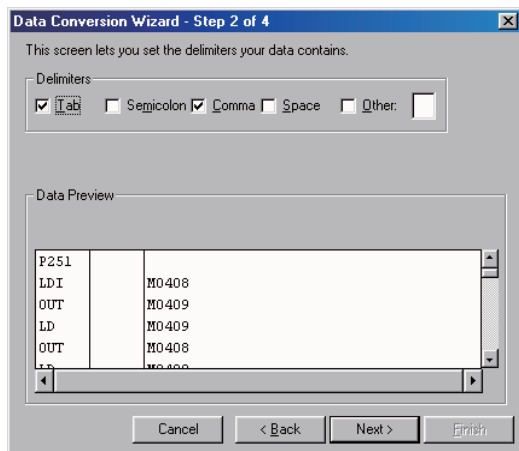 Data Conversion Wizard - Step 2 of 4
This screen lets you set the delimiters your data contains.
Delimiters
Tab Semicolon Comma Space Other:
Data Preview
P251
LDI M0408
OUT M0409
LD M0409
OUT M0408
Cancel < Back Next > Finish